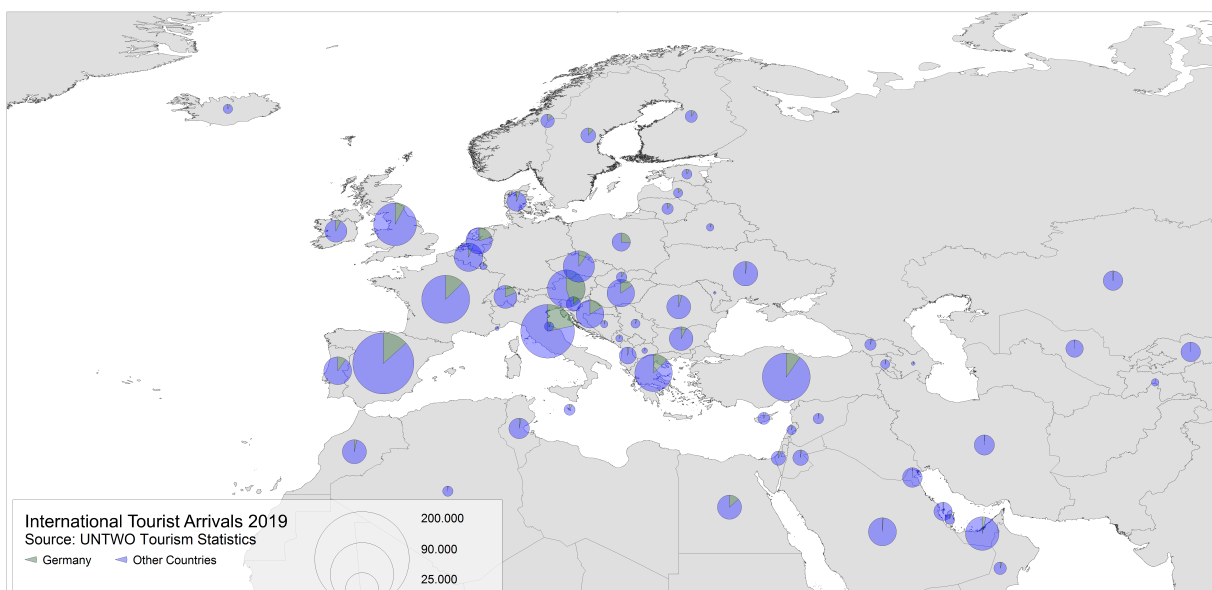 International Tourist Arrivals 2019
Source: UNTWO Tourism Statistics
Germany Other Countries
200.000
90.000
25.000